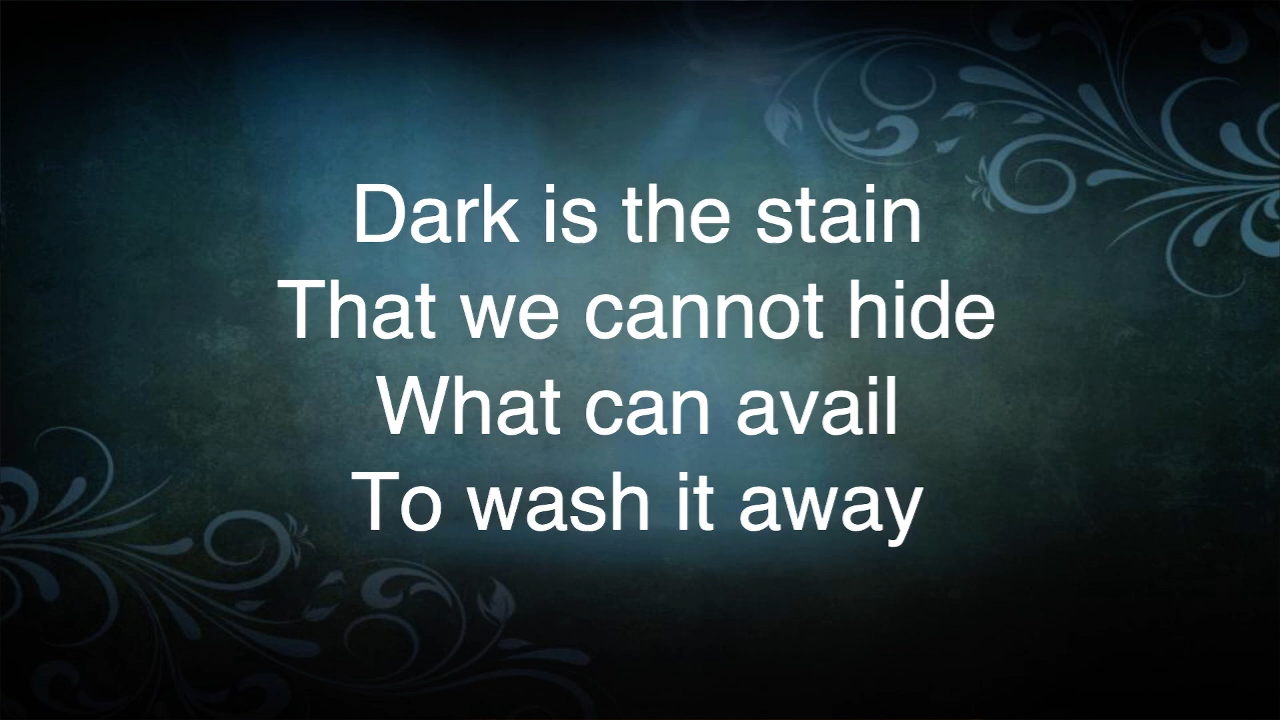 Dark is the stain
That we cannot hide
What can avail
To wash it away